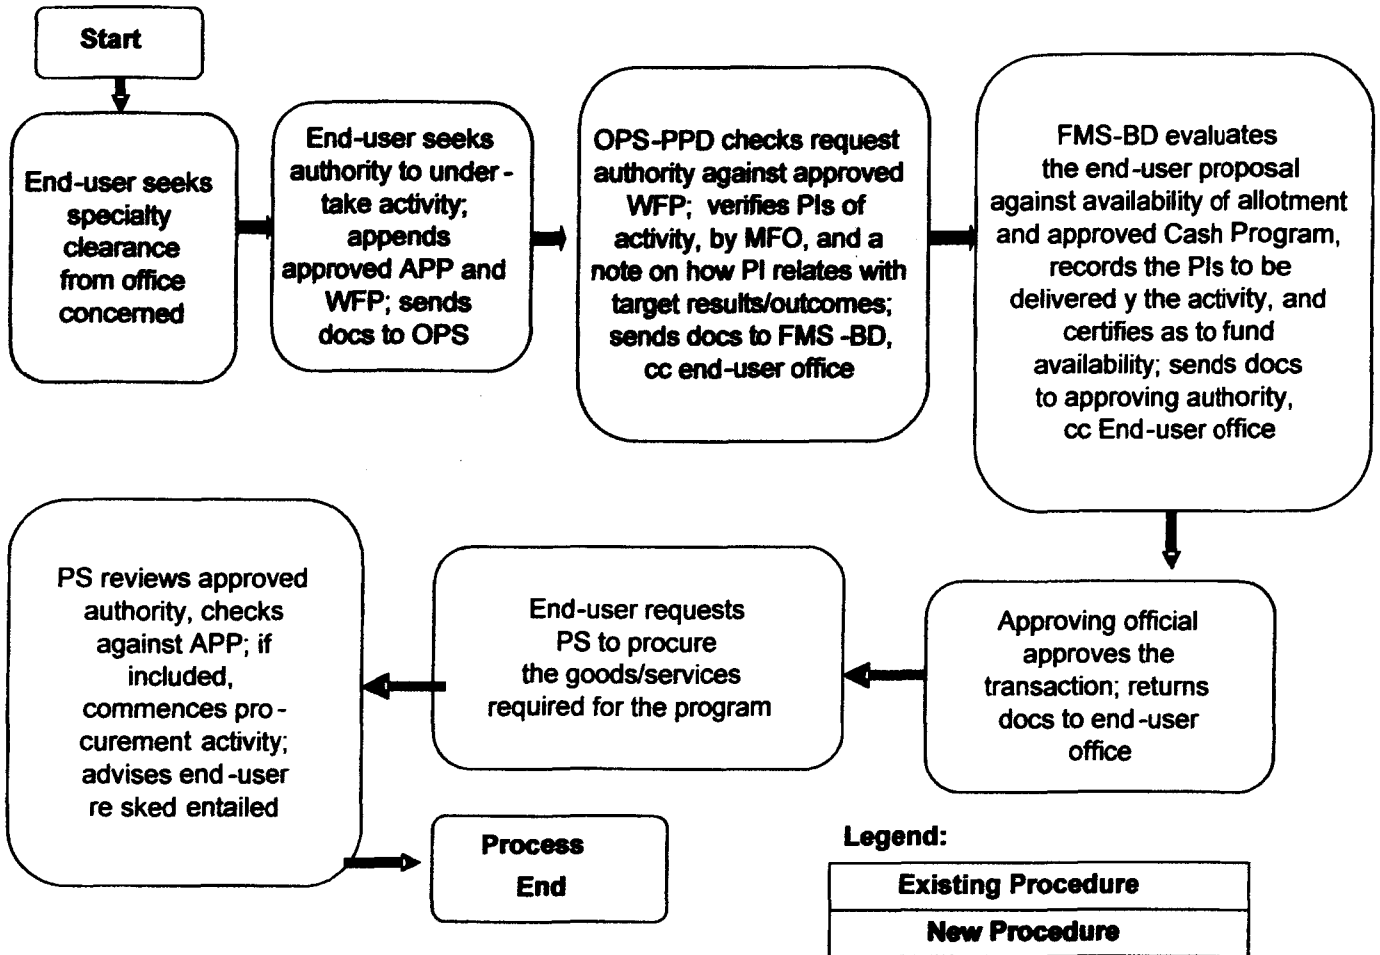 Start
End-user seeks
specialty
clearance
from office
concerned
End-user seeks
authority to under-
take activity;
appends
approved APP and
WFP; sends
docs to OPS
OPS-PPD checks request
authority against approved
WFP; verifies PIs of
activity, by MFO, and a
note on how PI relates with
target results/outcomes;
sends docs to FMS-BD,
cc end-user office
FMS-BD evaluates
the end-user proposal
against availability of allotment
and approved Cash Program,
records the PIs to be
delivered y the activity, and
certifies as to fund
availability; sends docs
to approving authority,
cc End-user office
Approving official
approves the
transaction; returns
docs to end-user
office
End-user requests
PS to procure
the goods/services
required for the program
PS reviews approved
authority, checks
against APP; if
included,
commences pro-
curement activity;
advises end-user
re sked entailed
Process
End
Legend:
Existing Procedure
New Procedure